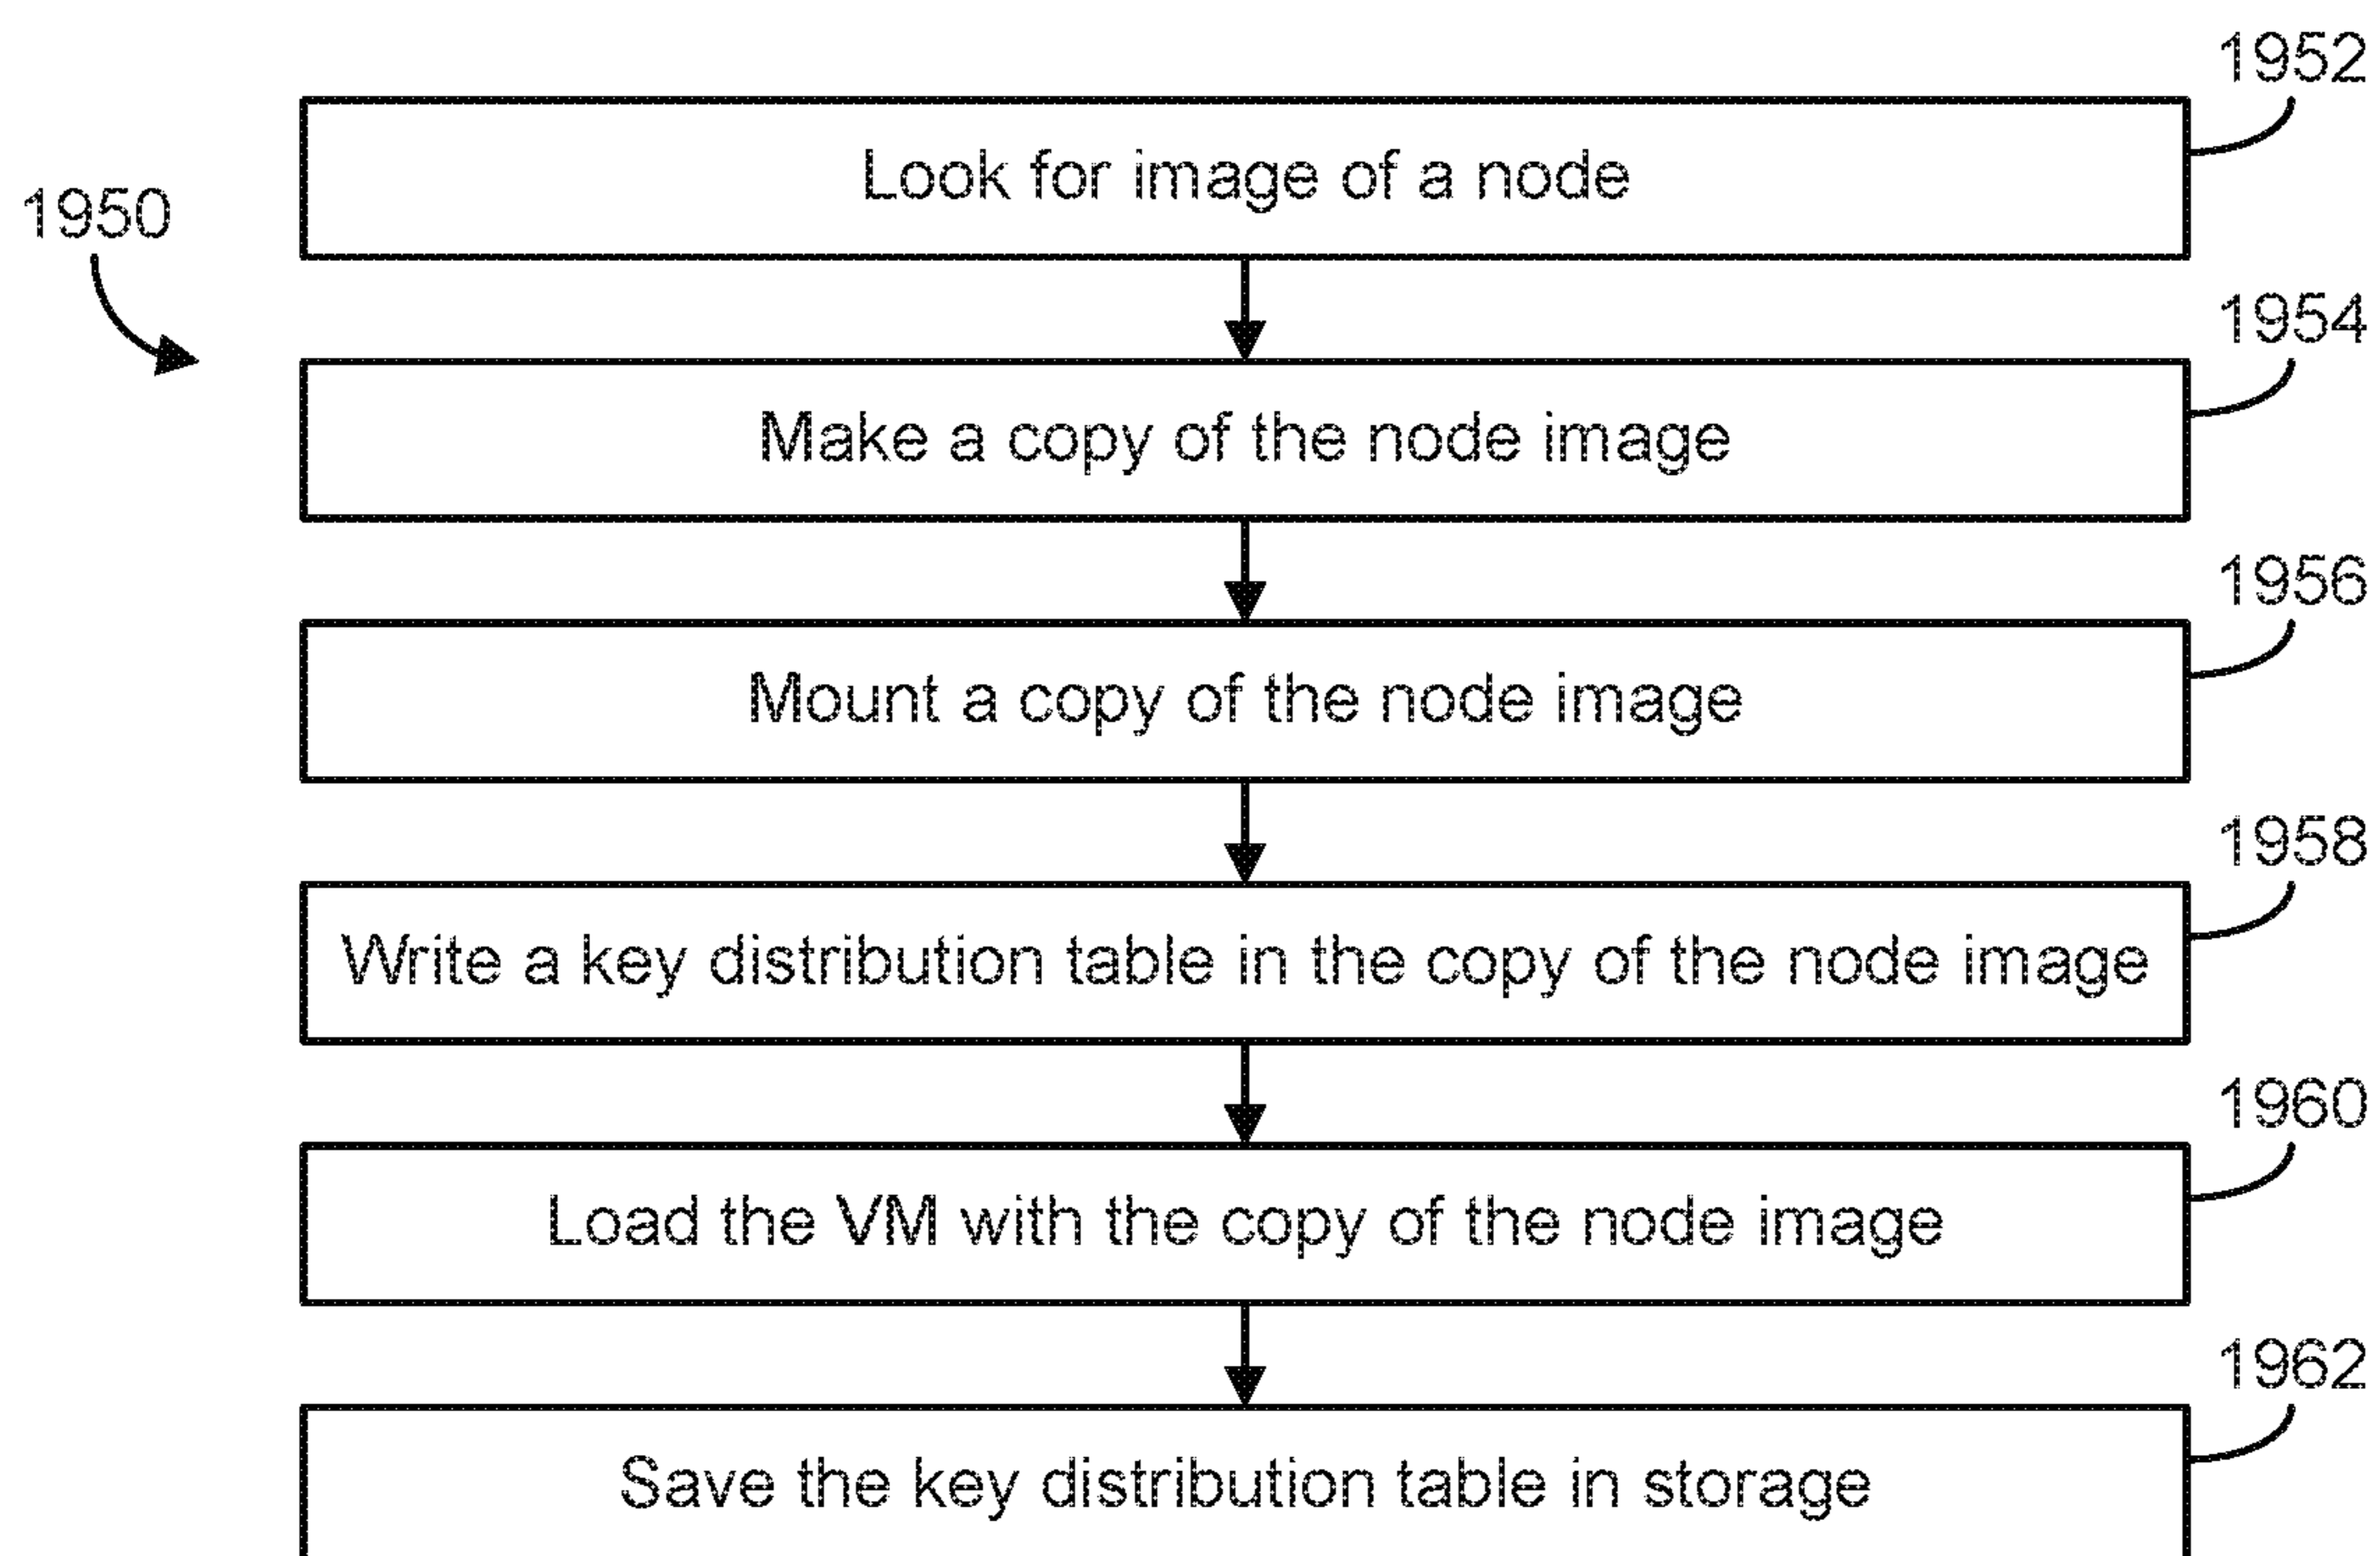 1952
Look for image of a node
1950
1954
Make a copy of the node image
1956
Mount a copy of the node image
1958
Write a key distribution table in the copy of the node image
1960
Load the VM with the copy of the node image
1962
Save the key distribution table in storage